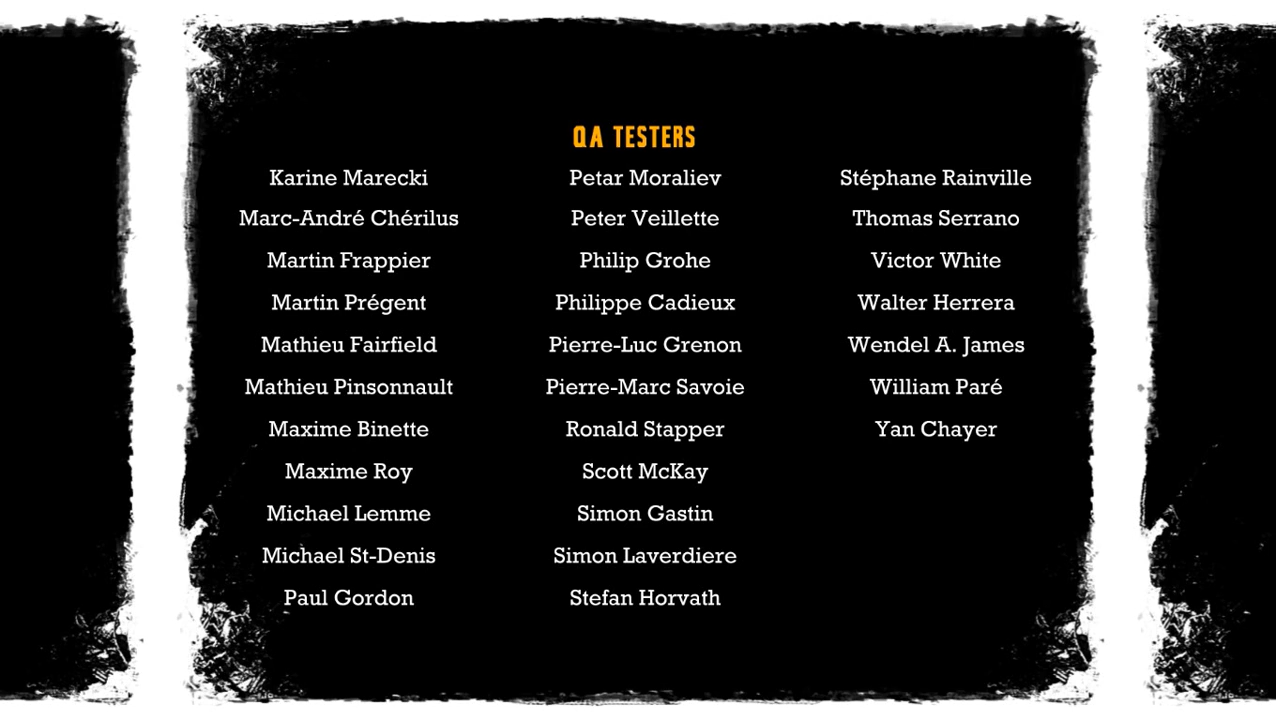 QA TESTERS
Karine Marecki
Marc-André Chérilus
Martin Frappier
Martin Prégent
Mathieu Fairfield
Mathieu Pinsonnault
Maxime Binette
Maxime Roy
Michael Lemme
Michael St-Denis
Paul Gordon
Petar Moraliev
Peter Veillette
Philip Grohe
Philippe Cadieux
Pierre-Luc Grenon
Pierre-Marc Savoie
Ronald Stapper
Scott McKay
Simon Gastin
Simon Laverdiere
Stefan Horvath
Stéphane Rainville
Thomas Serrano
Victor White
Walter Herrera
Wendel A. James
William Paré
Yan Chayer